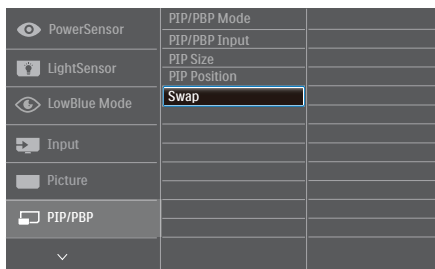 PowerSensor
LightSensor
LowBlue Mode
Input
Picture
PIP/PBP
PIP/PBP Mode
PIP/PBP Input
PIP Size
PIP Position
Swap